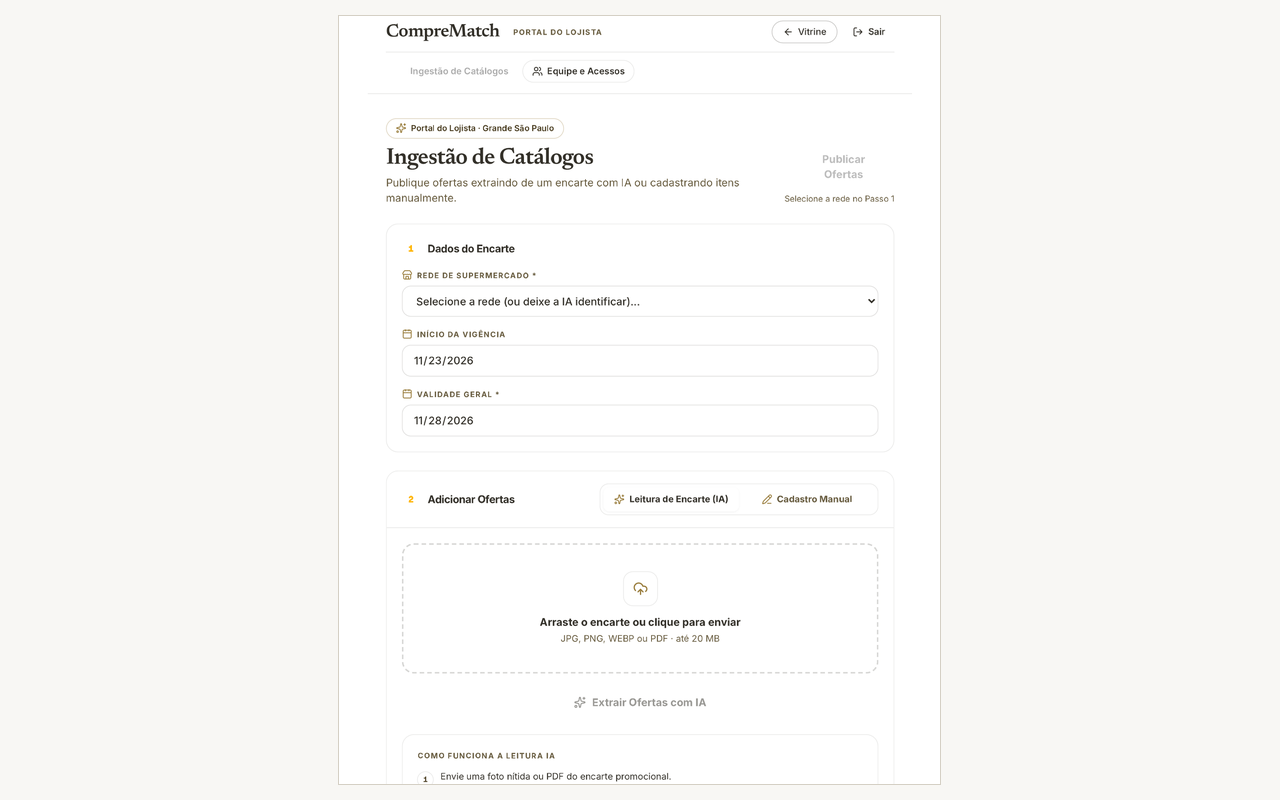 CompreMatch
PORTAL DO LOJISTA
Vitrine
Sair
Ingestão de Catálogos
Equipe e Acessos
Portal do Lojista · Grande São Paulo
Ingestão de Catálogos
Publicar
Ofertas
Publique ofertas extraindo de um encarte com IA ou cadastrando itens
manualmente.
Selecione a rede no Passo 1
1 Dados do Encarte
REDE DE SUPERMERCADO *
Selecione a rede (ou deixe a IA identificar)...
INÍCIO DA VIGÊNCIA
11/23/2026
VALIDADE GERAL *
11/28/2026
2 Adicionar Ofertas
Leitura de Encarte (IA)
Cadastro Manual
Arraste o encarte ou clique para enviar
JPG, PNG, WEBP ou PDF · até 20 MB
Extrair Ofertas com IA
COMO FUNCIONA A LEITURA IA
1 Envie uma foto nítida ou PDF do encarte promocional.